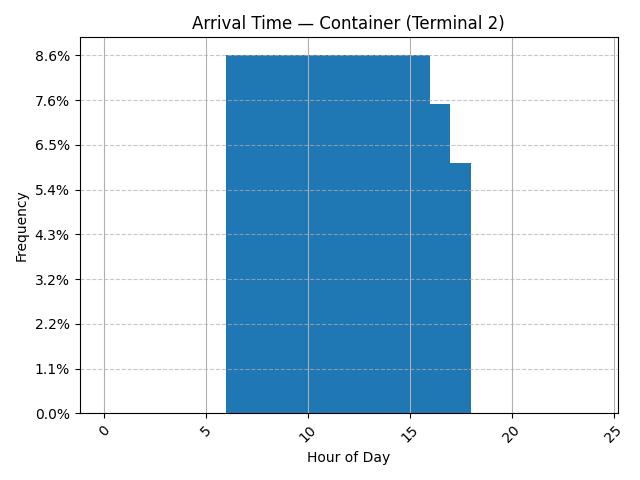 Arrival Time — Container (Terminal 2)
8.6%
7.6%
6.5%
5.4%
4.3%
3.2%
2.2%
1.1%
0.0%
Frequency
0 5 10 15 20 25
Hour of Day